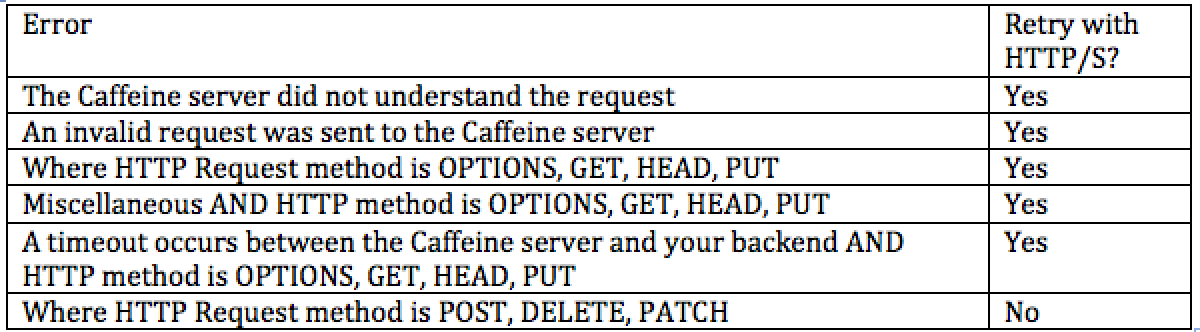 Error
Retry with
HTTP/S?
The Caffeine server did not understand the request
Yes
An invalid request was sent to the Caffeine server
Yes
Where HTTP Request method is OPTIONS, GET, HEAD, PUT
Yes
Miscellaneous AND HTTP method is OPTIONS, GET, HEAD, PUT
Yes
A timeout occurs between the Caffeine server and your backend AND
HTTP method is OPTIONS, GET, HEAD, PUT
Yes
Where HTTP Request method is POST, DELETE, PATCH
No